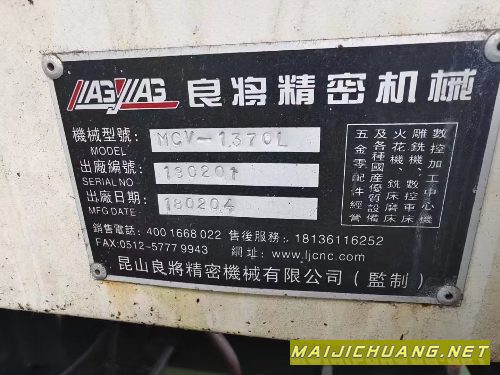 良將精密机械
機械型號: MCV-1370L
MODEL
出廠編號: 180201
SERIAL NO
出廠日期: 180204
MFG DATE
數控加工中心機
雕銑機、數控車床
火花機、銑床磨床
及各種國產優質設備
五金零配件經營
銷售電話: 400 1668 022 售後服務: 18136116252
FAX:0512-5777 9943 網址: www.ljcnc.com
昆山良將精密機械有限公司(監制)
MAIJICHUANG.NET